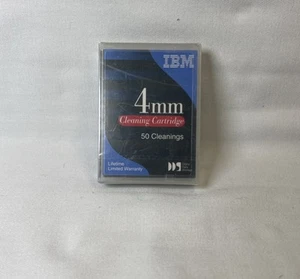 IBM
4mm
Cleaning Cartridge
50 Cleanings
Lifetime
Limited Warranty